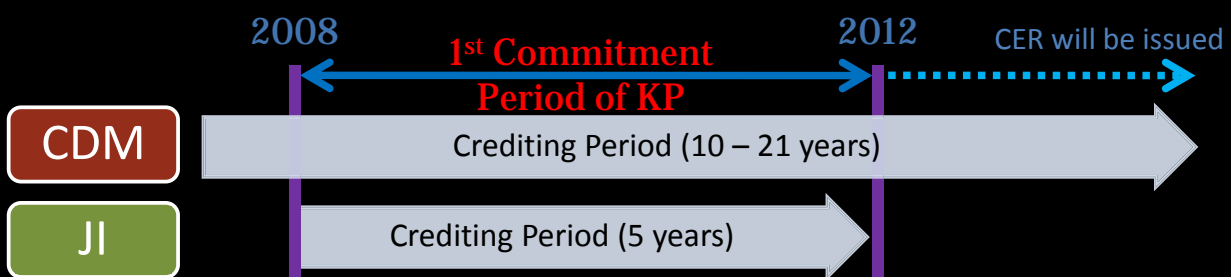 2008
2012
CER will be issued
1st Commitment
Period of KP
CDM
Crediting Period (10 – 21 years)
JI
Crediting Period (5 years)